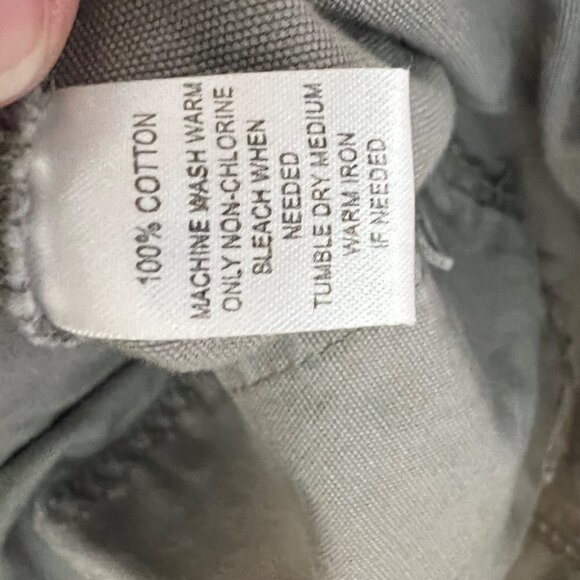 100% COTTON
MACHINE WASH WARM
ONLY NON-CHLORINE
BLEACH WHEN
NEEDED
TUMBLE DRY MEDIUM
WARM IRON
IF NEEDED